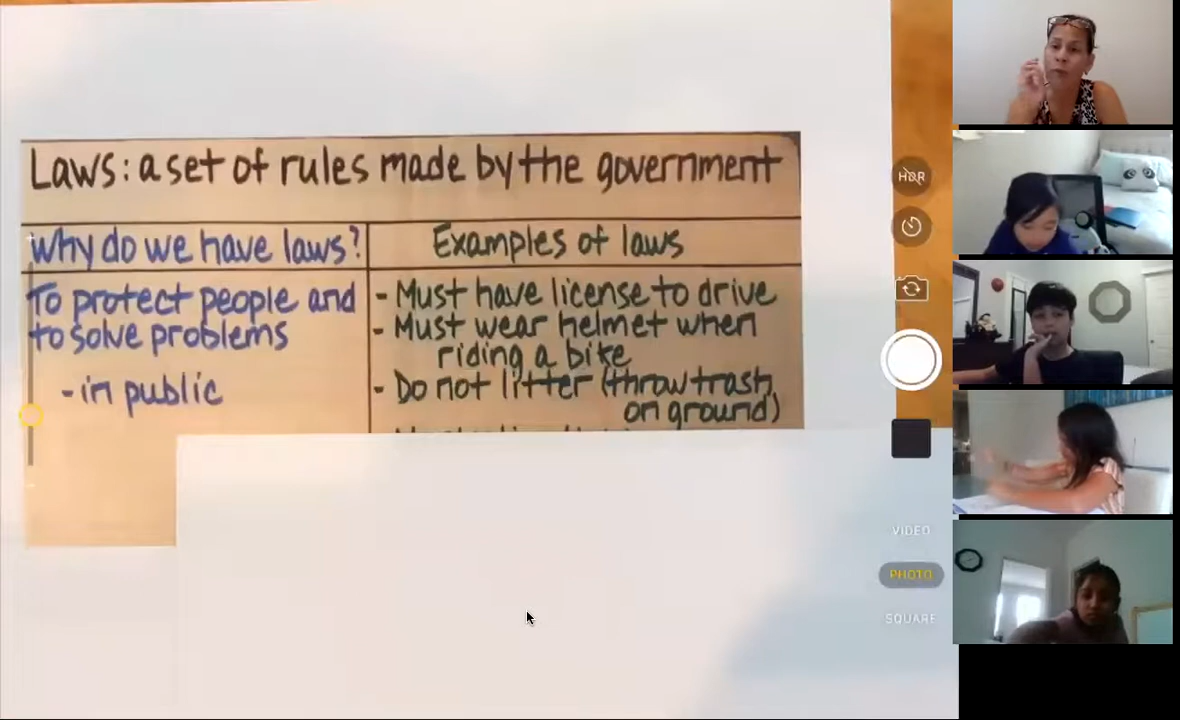 Laws: a set of rules made by the government
Why do we have laws?
Examples of laws
To protect people and
to solve problems
- in public
- Must have license to drive
- Must wear helmet when
riding a bike
- Do not litter (throw trash
on ground)
HDR
VIDEO
PHOTO
SQUARE